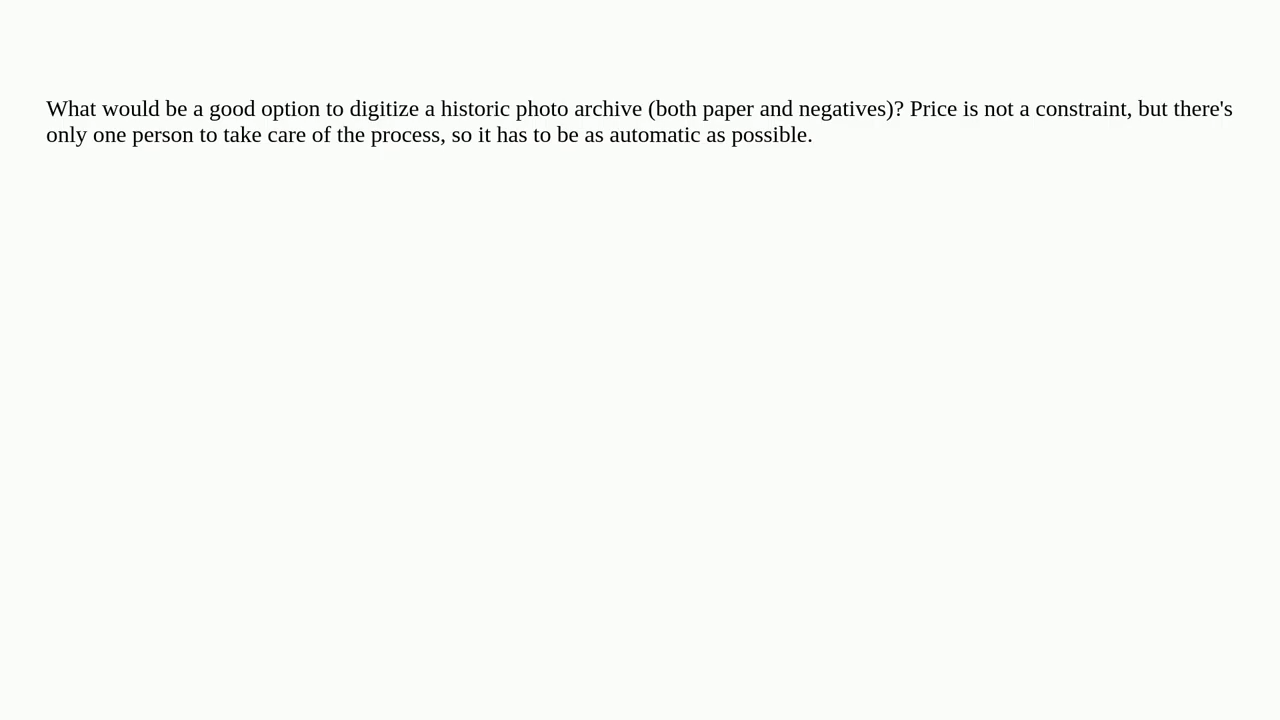 What would be a good option to digitize a historic photo archive (both paper and negatives)? Price is not a constraint, but there's
only one person to take care of the process, so it has to be as automatic as possible.